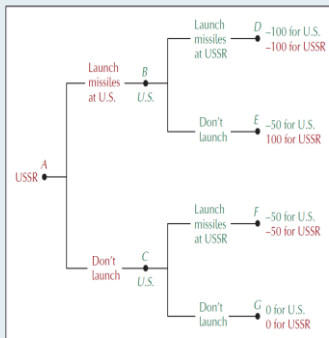 Launch
missiles
at USSR
D
–100 for U.S.
–100 for USSR
Launch
missiles
at U.S.
B
U.S.
Don't
launch
E
–50 for U.S.
100 for USSR
USSR
A
Launch
missiles
at USSR
F
–50 for U.S.
–50 for USSR
Don't
launch
C
U.S.
Don't
launch
G
0 for U.S.
0 for USSR